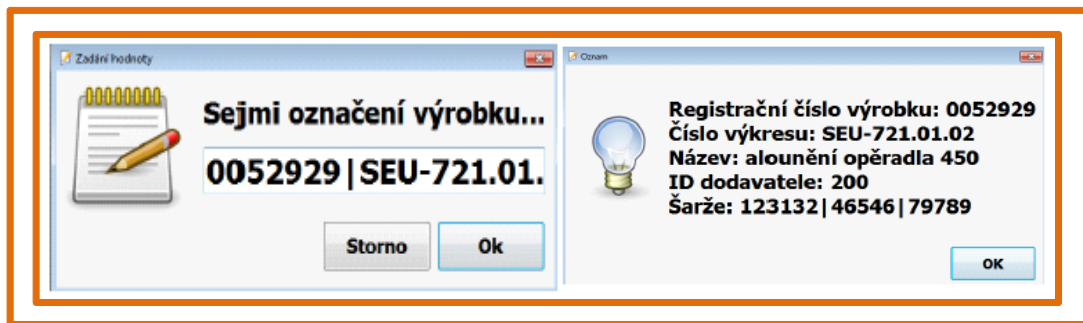 Zadání hodnoty
Sejmi označení výrobku...
0052929|SEU-721.01.
Storno
Ok
Oznam
Registrační číslo výrobku: 0052929
Číslo výkresu: SEU-721.01.02
Název: alounění opěradla 450
ID dodavatele: 200
Šarže: 123132|46546|79789
OK